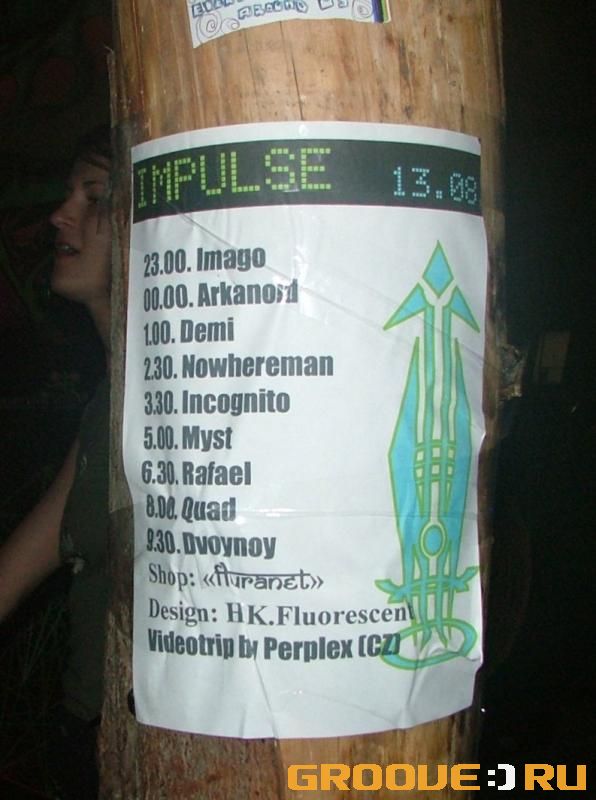 IMPULSE 13.08
23.00. Imago
00.00. Arkanoid
1.00. Demi
2.30. Nowhereman
3.30. Incognito
5.00. Myst
6.30. Rafael
8.00. Quad
9.30. Dvoynoy
Shop: «fluranet»
Design: HK.Fluorescent
Videotrip by Perplex (CZ)
GROOVE:)RU